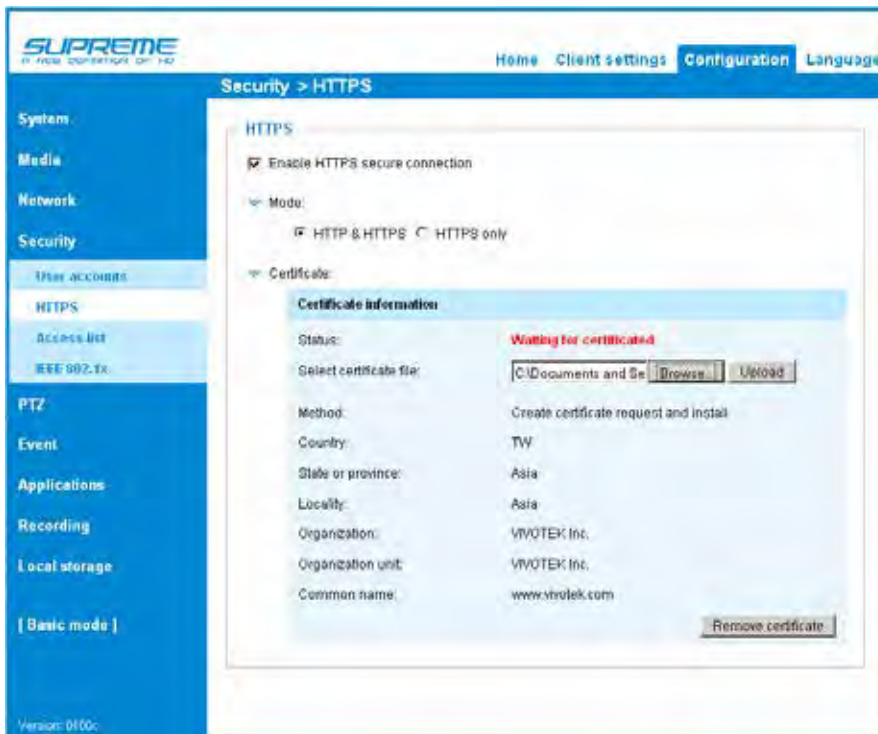 SUPREME
A NEW DEFINITION OF HD
Home Client settings Configuration Language
Security > HTTPS
System
Media
Network
Security
User accounts
HTTPS
Access list
IEEE 802.1x
PTZ
Event
Applications
Recording
Local storage
[ Basic mode ]
Version: 0100c
HTTPS
Enable HTTPS secure connection
Mode:
HTTP & HTTPS HTTPS only
Certificate:
Certificate information
Status: Waiting for certificated
Select certificate file: C:\Documents and Se Browse... Upload
Method: Create certificate request and install
Country: TW
State or province: Asia
Locality: Asia
Organization: VIVOTEK Inc.
Organization unit: VIVOTEK Inc.
Common name: www.vivotek.com
Remove certificate